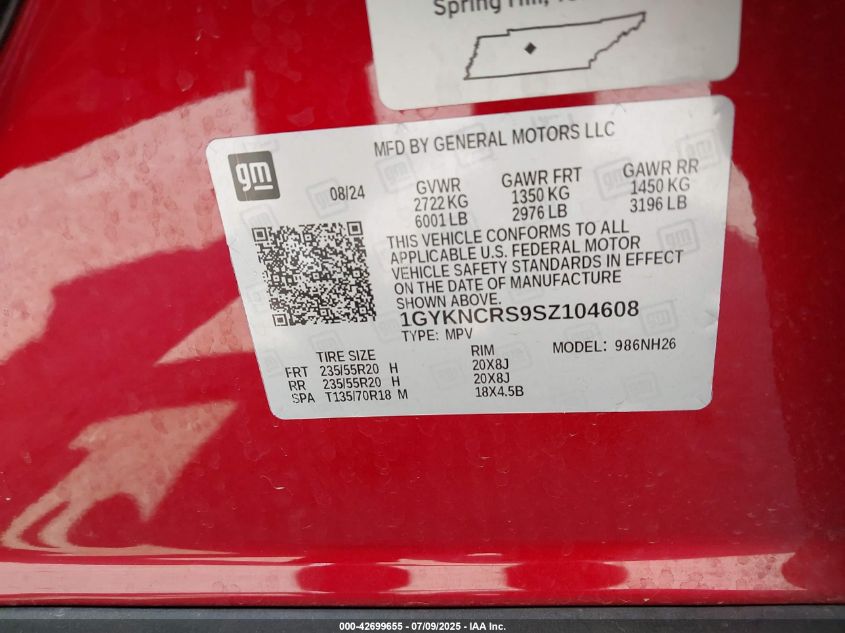 Spring Hill,
MFD BY GENERAL MOTORS LLC
gm
08/24
GVWR
2722 KG
6001 LB
GAWR FRT
1350 KG
2976 LB
GAWR RR
1450 KG
3196 LB
THIS VEHICLE CONFORMS TO ALL
APPLICABLE U.S. FEDERAL MOTOR
VEHICLE SAFETY STANDARDS IN EFFECT
ON THE DATE OF MANUFACTURE
SHOWN ABOVE.
1GYKNCRS9SZ104608
TYPE: MPV
MODEL: 986NH26
TIRE SIZE RIM
FRT 235/55R20 H 20X8J
RR 235/55R20 H 20X8J
SPA T135/70R18 M 18X4.5B
000-42699655 - 07/09/2025 - IAA Inc.